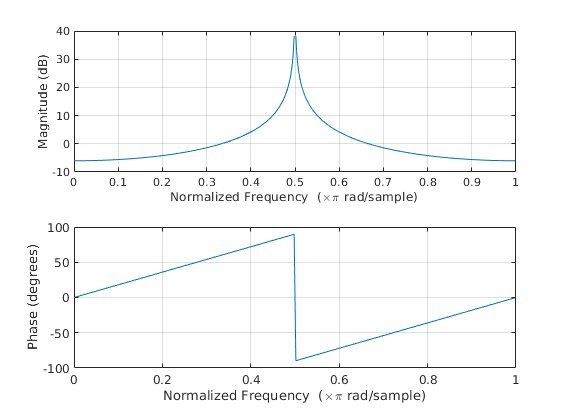 40
30
20
10
0
-10
Magnitude (dB)
0 0.1 0.2 0.3 0.4 0.5 0.6 0.7 0.8 0.9 1
Normalized Frequency (×π rad/sample)
100
50
0
-50
-100
Phase (degrees)
0 0.2 0.4 0.6 0.8 1
Normalized Frequency (×π rad/sample)